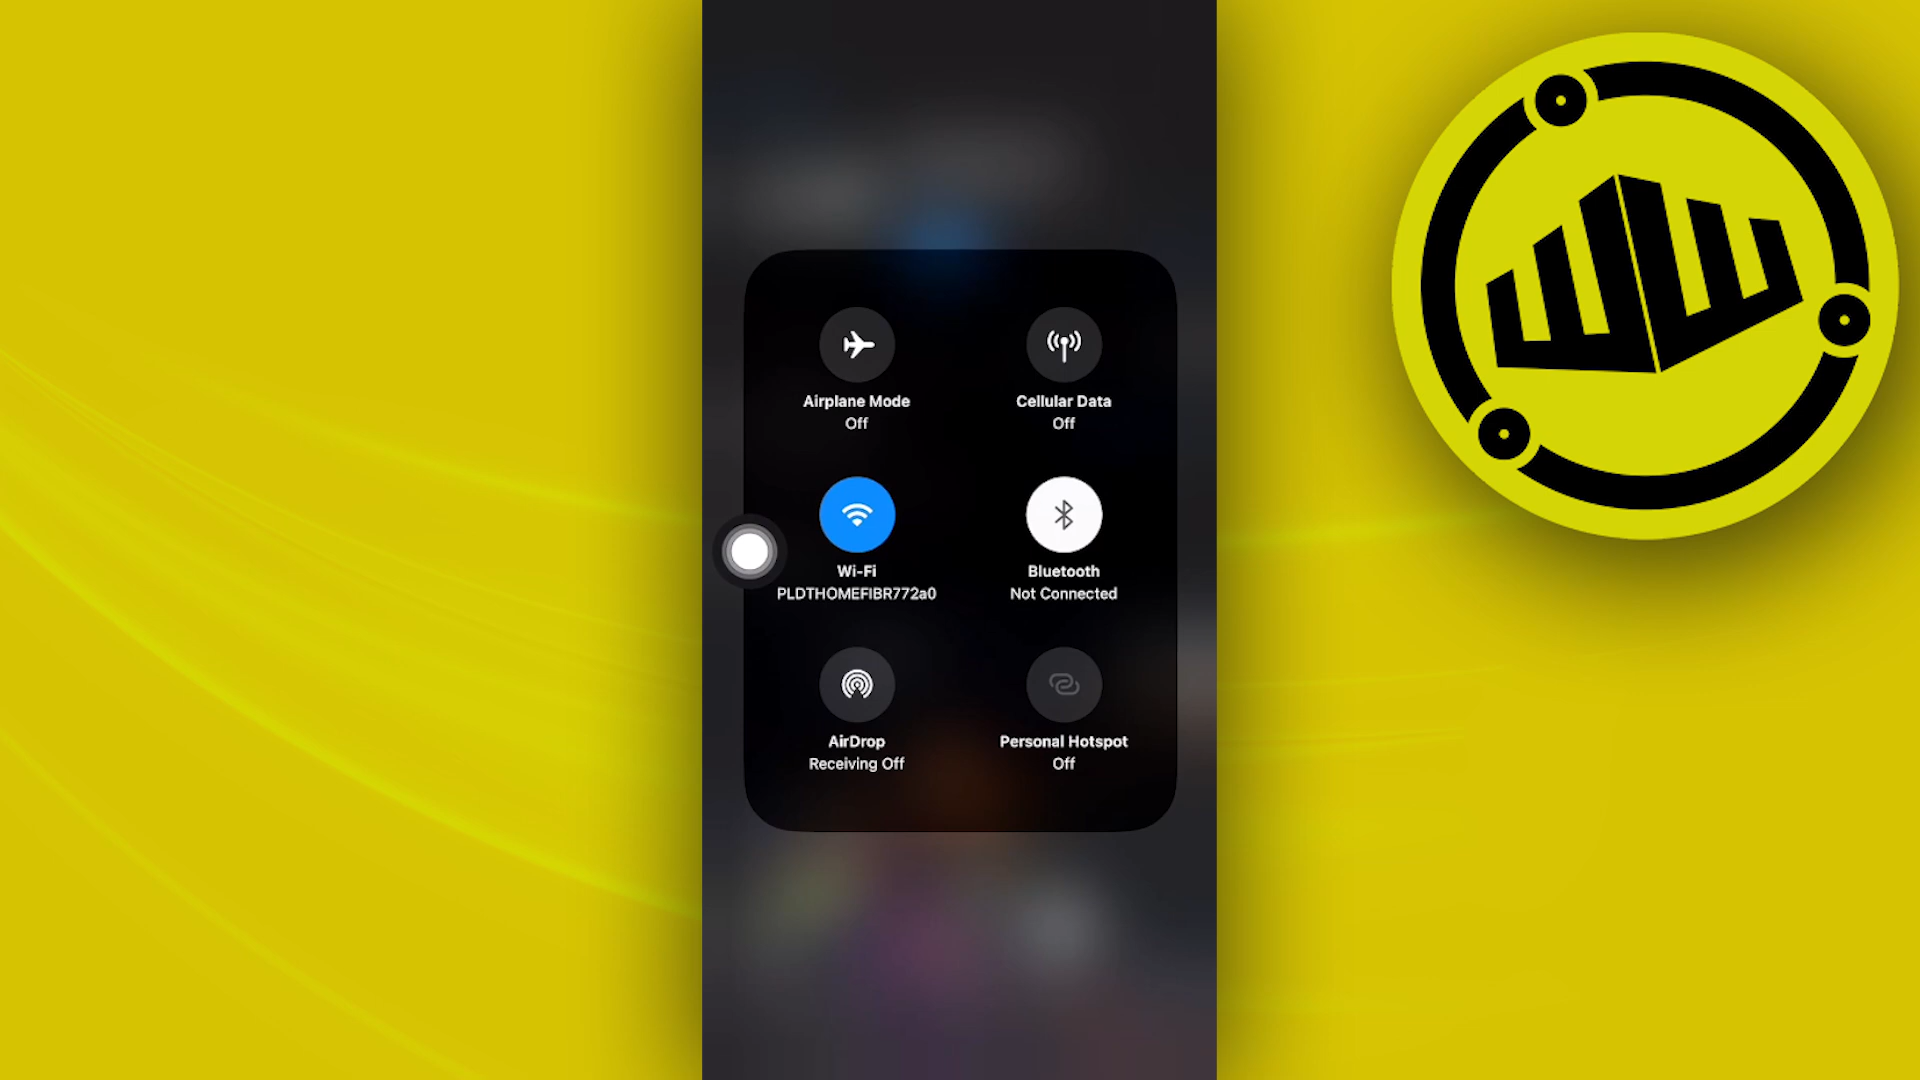 Airplane Mode
Off
Cellular Data
Off
Wi-Fi
PLDTHOMEFIBR772a0
Bluetooth
Not Connected
AirDrop
Receiving Off
Personal Hotspot
Off